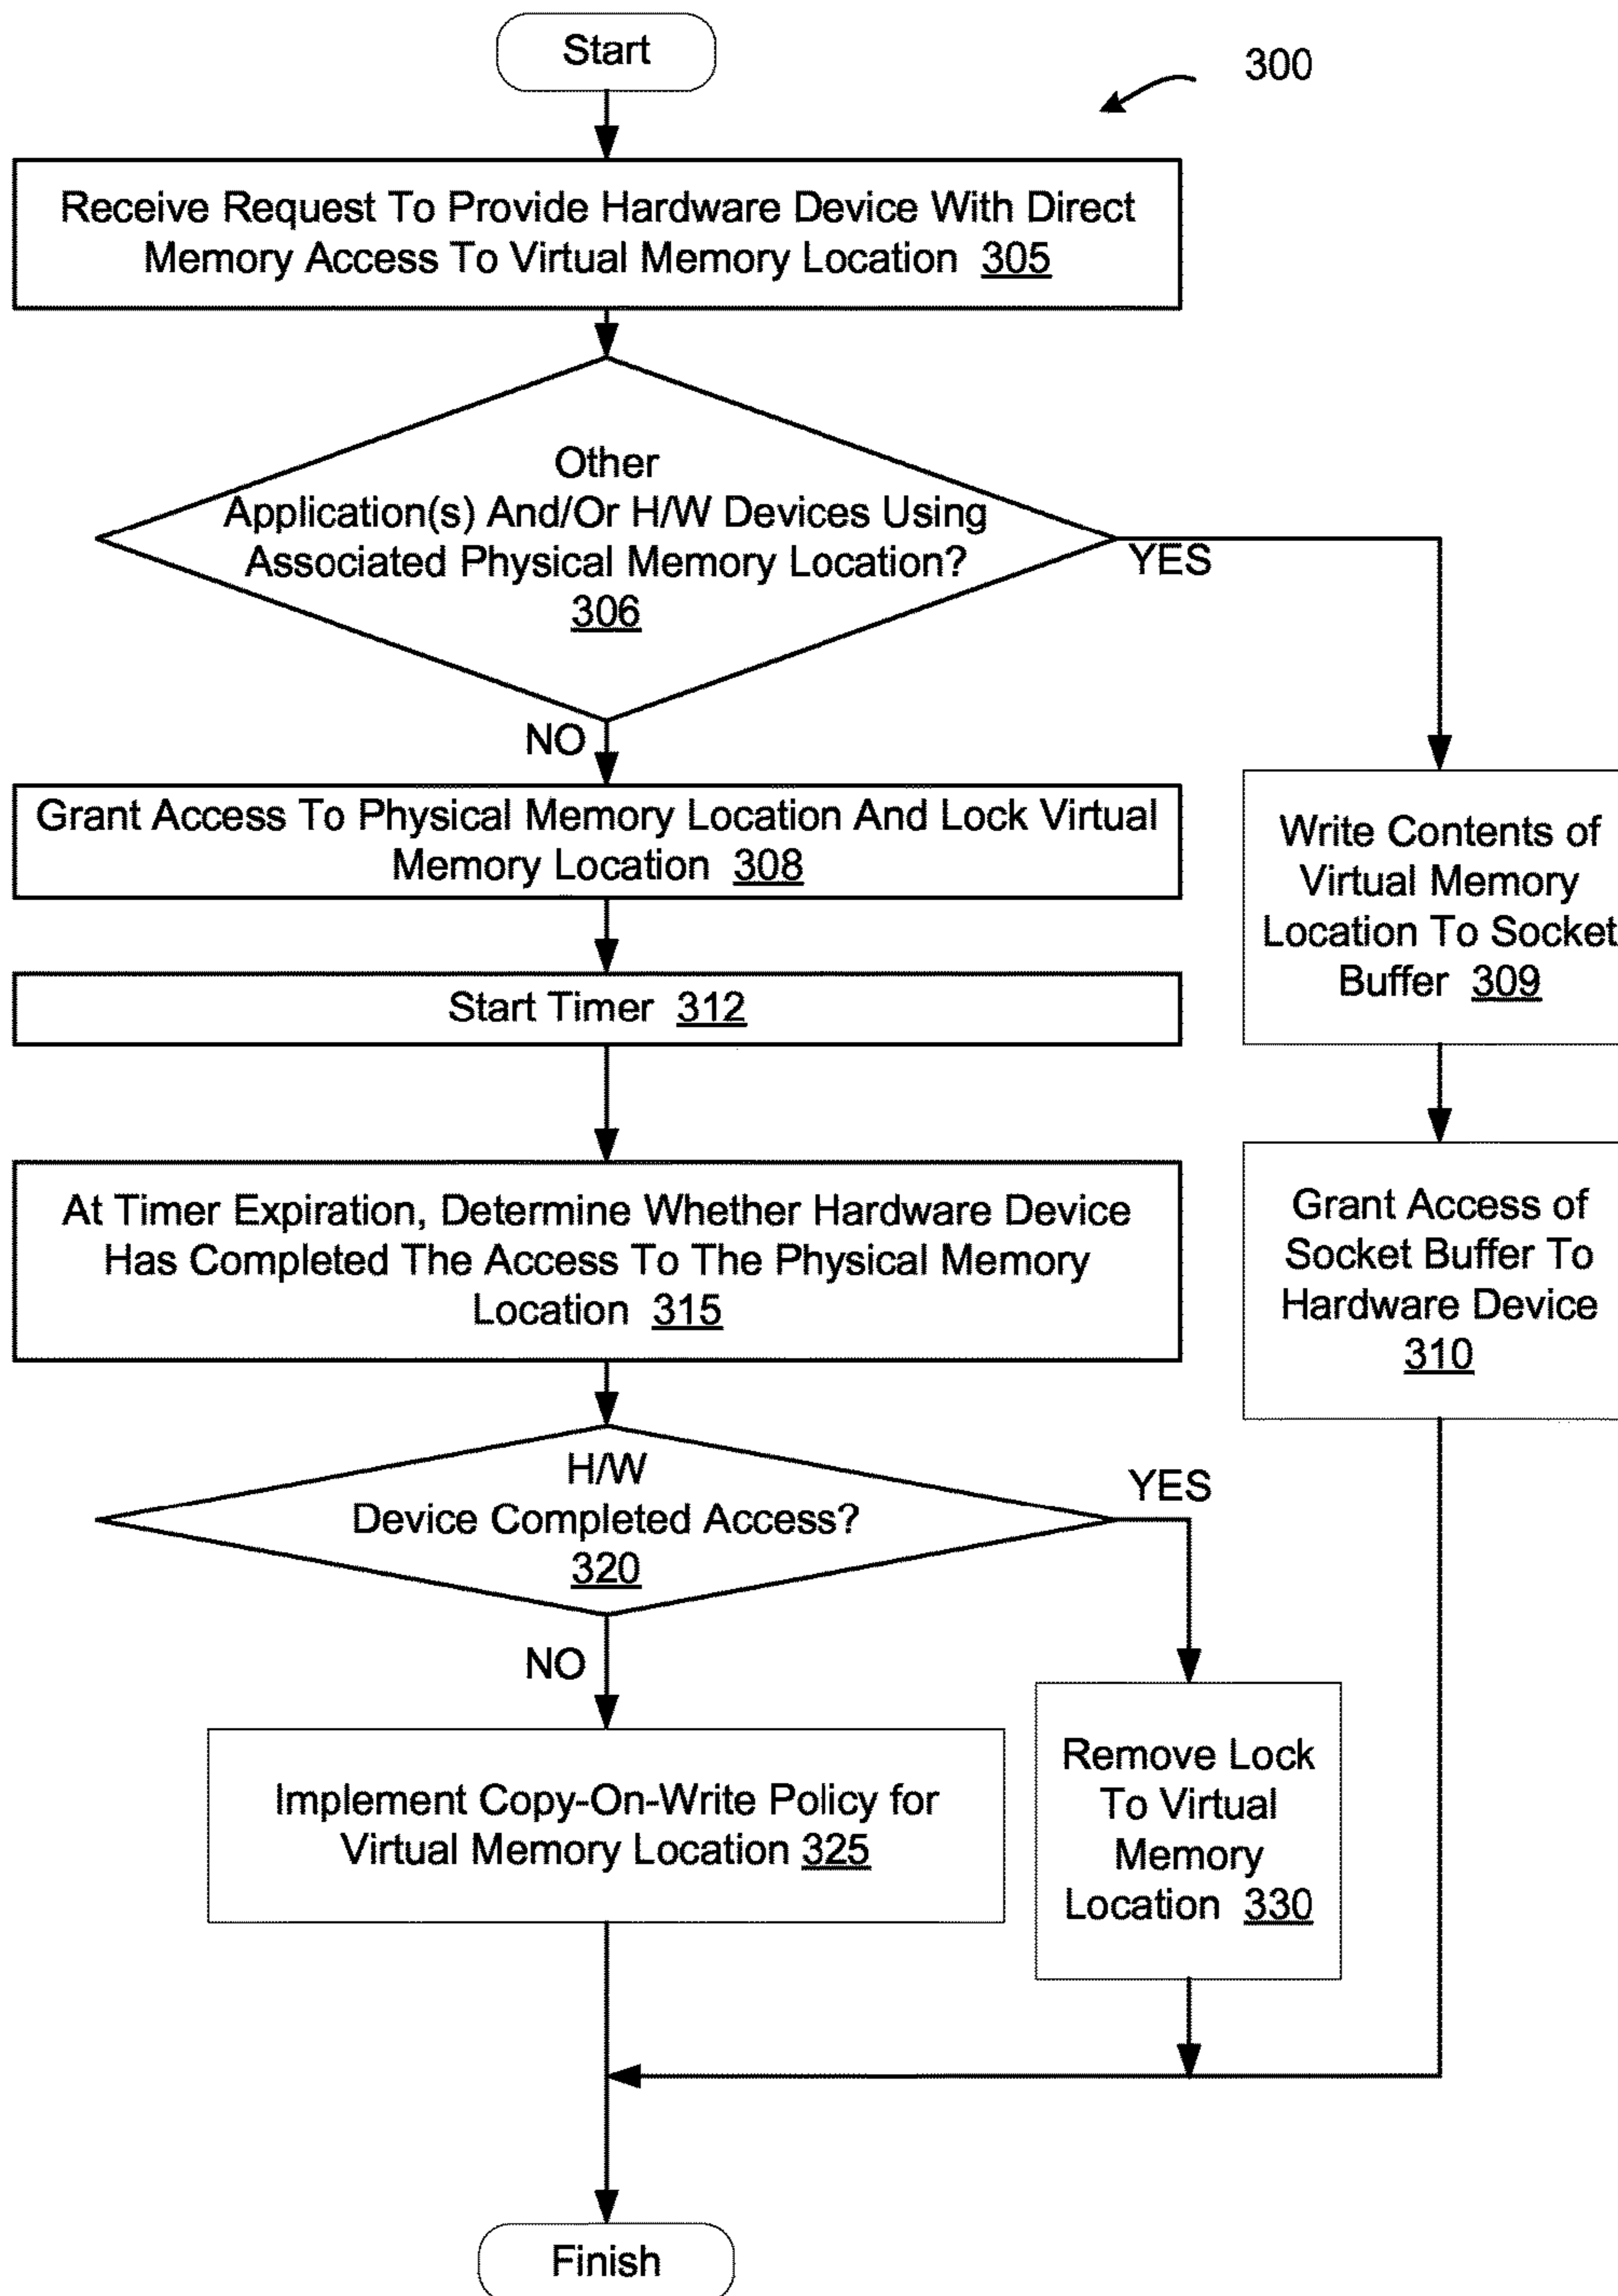 Start
300
Receive Request To Provide Hardware Device With Direct
Memory Access To Virtual Memory Location 305
Other
Application(s) And/Or H/W Devices Using
Associated Physical Memory Location?
306
YES
NO
Grant Access To Physical Memory Location And Lock Virtual
Memory Location 308
Write Contents of
Virtual Memory
Location To Socket
Buffer 309
Start Timer 312
At Timer Expiration, Determine Whether Hardware Device
Has Completed The Access To The Physical Memory
Location 315
Grant Access of
Socket Buffer To
Hardware Device
310
H/W
Device Completed Access?
320
YES
NO
Implement Copy-On-Write Policy for
Virtual Memory Location 325
Remove Lock
To Virtual
Memory
Location 330
Finish